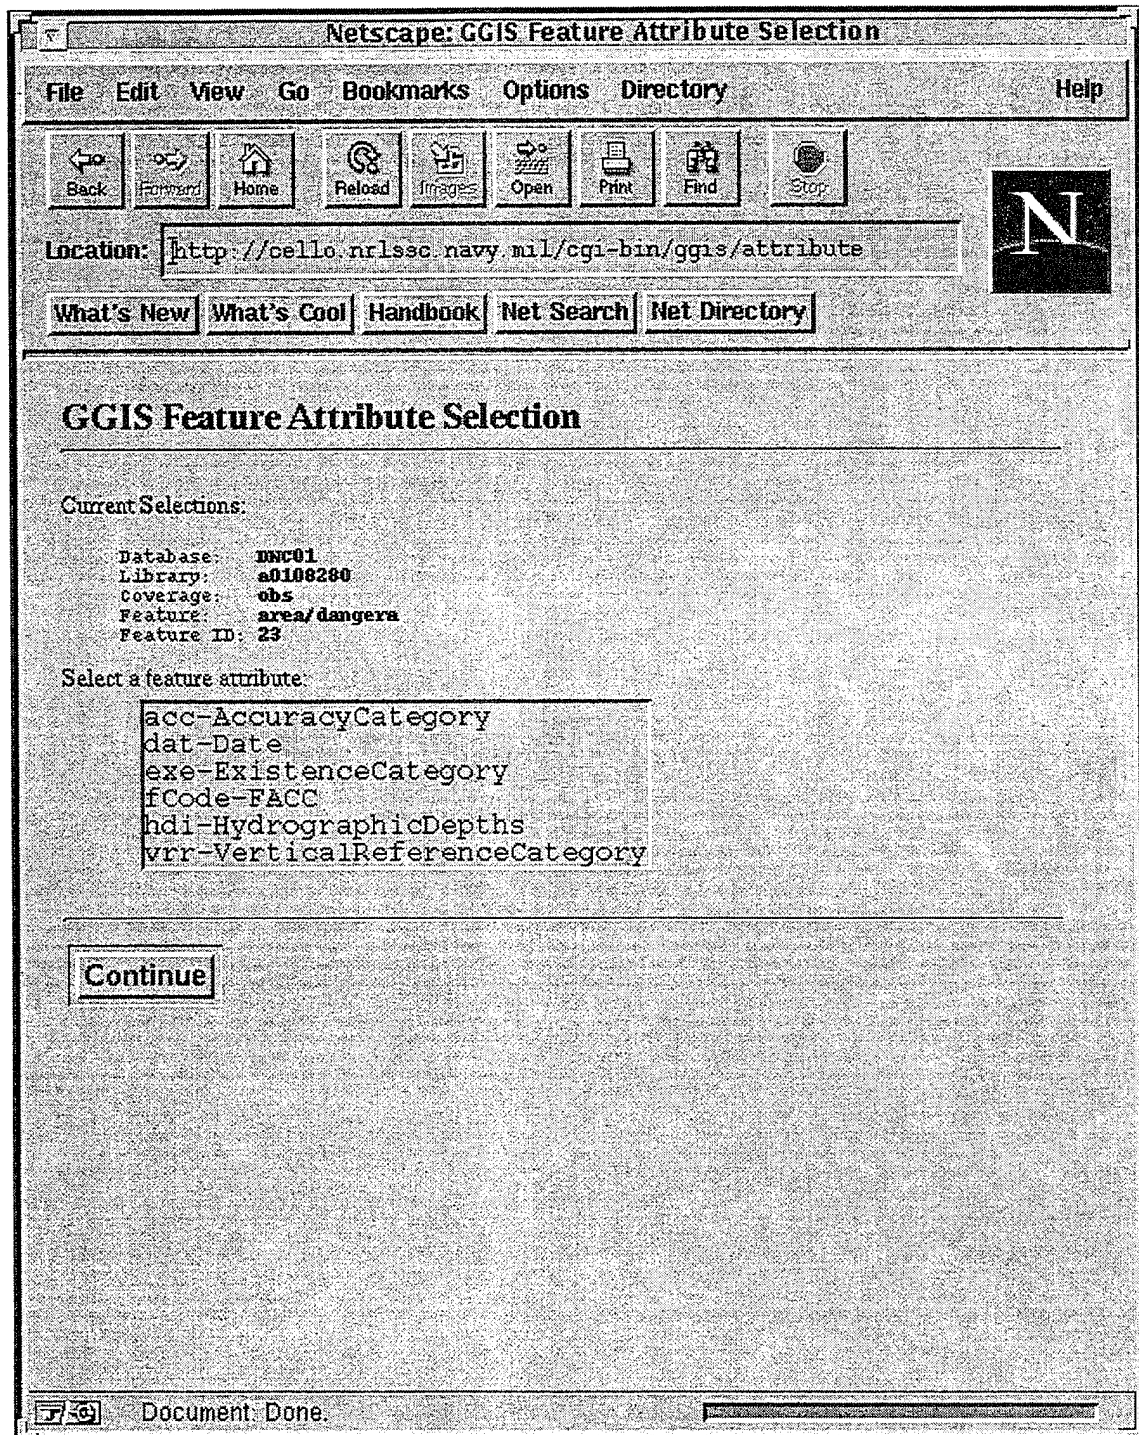 Netscape: GGIS Feature Attribute Selection
File Edit View Go Bookmarks Options Directory Help
Back Forward Home Reload Images Open Print Find Stop
N
Location: http://cello.nrlssc.navy.mil/cgi-bin/ggis/attribute
What's New What's Cool Handbook Net Search Net Directory
GGIS Feature Attribute Selection
Current Selections:
Database: DNC01
Library: a0108280
Coverage: obs
Feature: area/dangera
Feature ID: 23
Select a feature attribute:
acc-AccuracyCategory
dat-Date
exe-ExistenceCategory
fCode-FACC
hdi-HydrographicDepths
vrr-VerticalReferenceCategory
Continue
Document: Done.